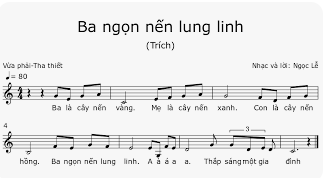 Ba ngọn nến lung linh
(Trích)
Vừa phải-Tha thiết
Nhạc và lời: Ngọc Lễ
♩= 80
Ba là cây nến vàng. Mẹ là cây nến xanh. Con là cây nến
4
hồng. Ba ngọn nến lung linh. A á á a a. Thắp sáng một gia đình
3